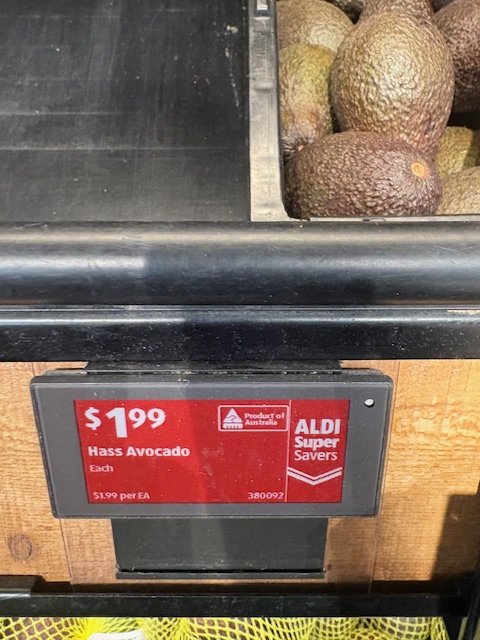 $1.99
Product of
Australia
Hass Avocado
Each
$1.99 per EA
380092
ALDI
Super
Savers